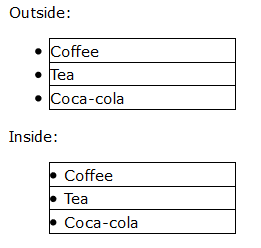 Outside:
• Coffee
• Tea
• Coca-cola
Inside:
• Coffee
• Tea
• Coca-cola